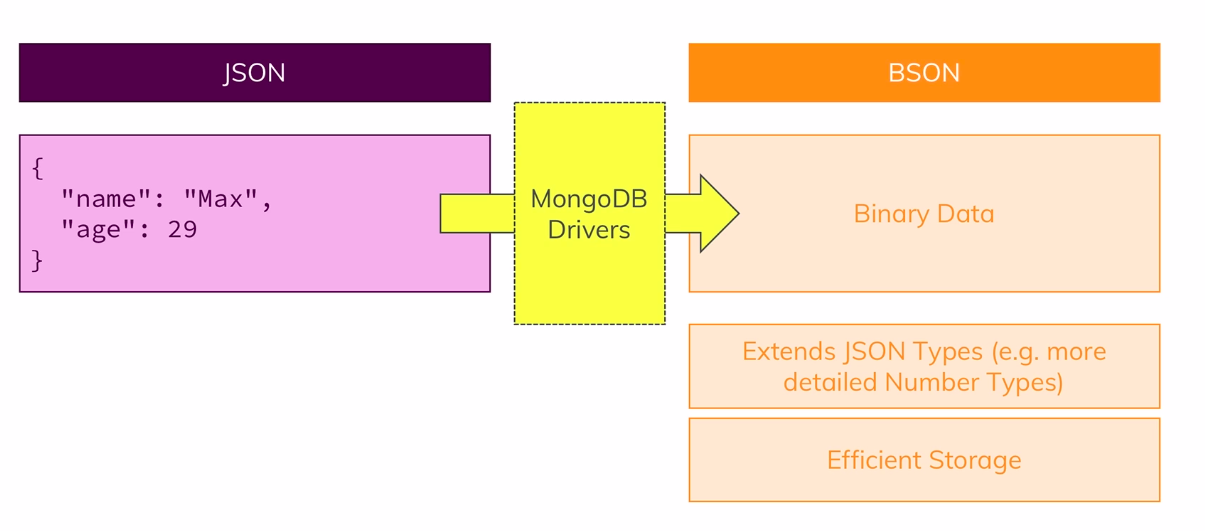 JSON
BSON
{
"name": "Max",
"age": 29
}
MongoDB
Drivers
Binary Data
Extends JSON Types (e.g. more
detailed Number Types)
Efficient Storage